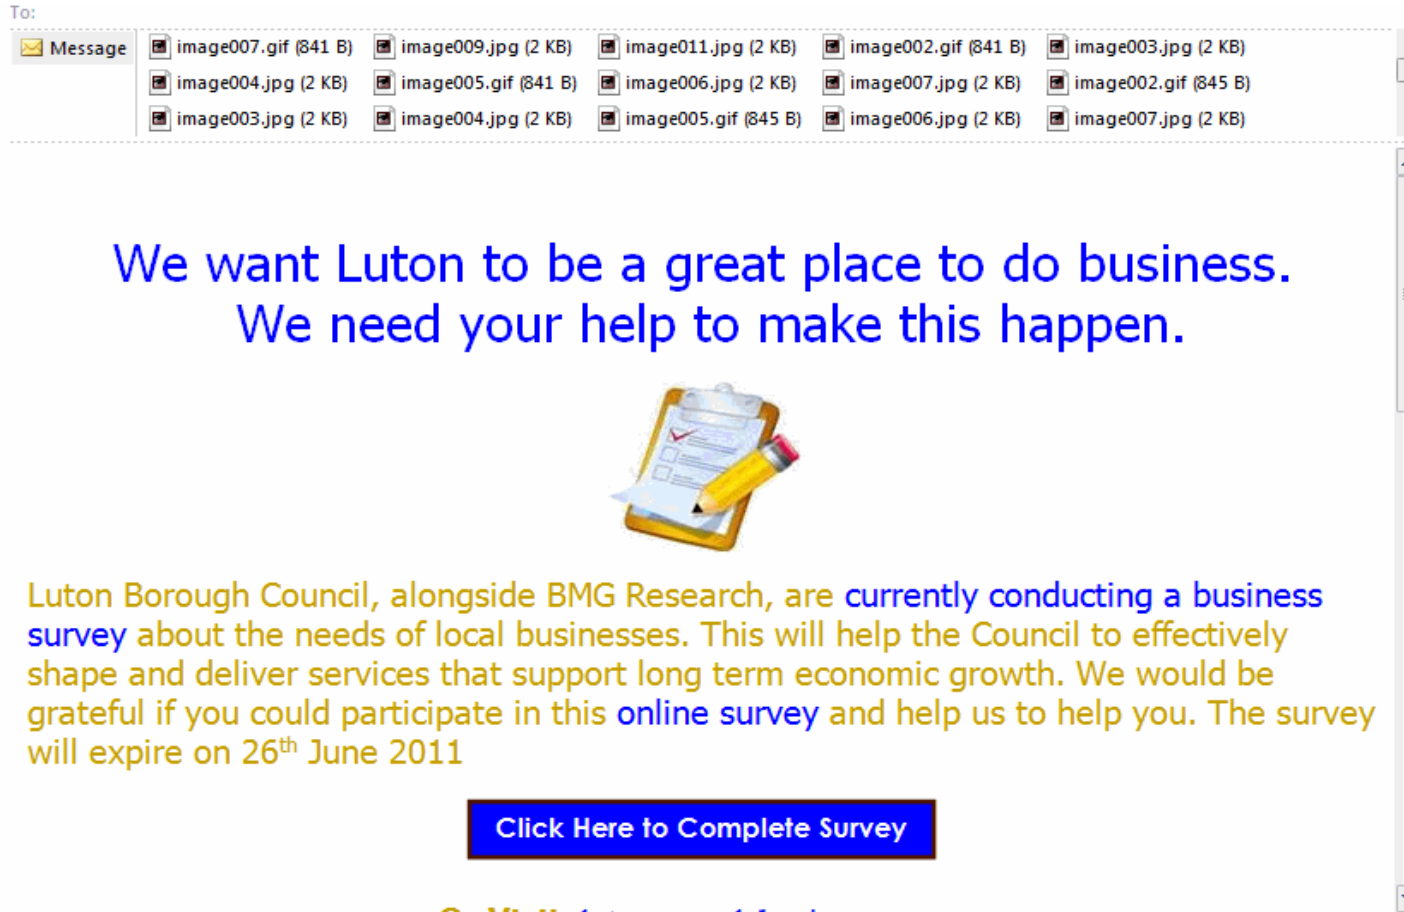 To:
Message image007.gif (841 B) image009.jpg (2 KB) image011.jpg (2 KB) image002.gif (841 B) image003.jpg (2 KB)
image004.jpg (2 KB) image005.gif (841 B) image006.jpg (2 KB) image007.jpg (2 KB) image002.gif (845 B)
image003.jpg (2 KB) image004.jpg (2 KB) image005.gif (845 B) image006.jpg (2 KB) image007.jpg (2 KB)
We want Luton to be a great place to do business.
We need your help to make this happen.
Luton Borough Council, alongside BMG Research, are currently conducting a business
survey about the needs of local businesses. This will help the Council to effectively
shape and deliver services that support long term economic growth. We would be
grateful if you could participate in this online survey and help us to help you. The survey
will expire on 26th June 2011
Click Here to Complete Survey